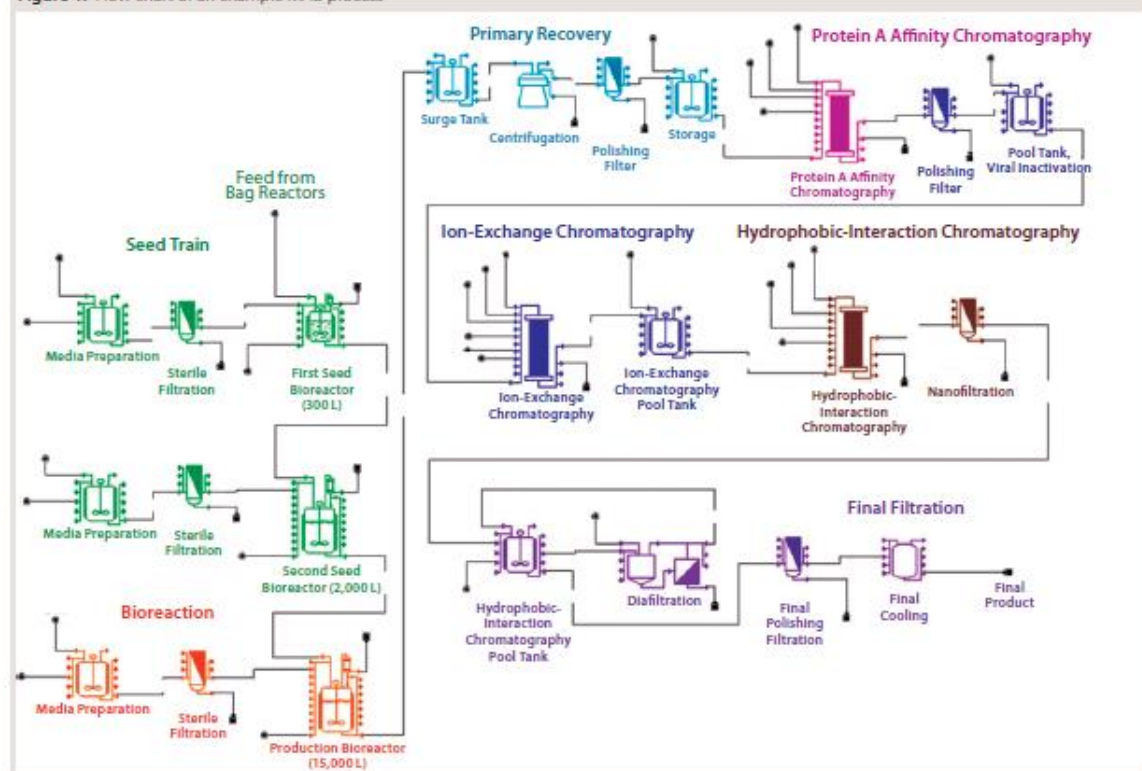 Primary Recovery
Surge Tank
Centrifugation
Polishing
Filter
Storage
Protein A Affinity Chromatography
Protein A Affinity
Chromatography
Polishing
Filter
Pool Tank,
Viral Inactivation
Feed from
Bag Reactors
Seed Train
Media Preparation
Sterile
Filtration
First Seed
Bioreactor
(300 L)
Media Preparation
Sterile
Filtration
Second Seed
Bioreactor (2,000 L)
Bioreaction
Media Preparation
Sterile
Filtration
Production Bioreactor
(15,000 L)
Ion-Exchange Chromatography
Ion-Exchange
Chromatography
Ion-Exchange
Chromatography
Pool Tank
Hydrophobic-Interaction Chromatography
Hydrophobic-
Interaction
Chromatography
Nanofiltration
Final Filtration
Hydrophobic-
Interaction
Chromatography
Pool Tank
Diafiltration
Final
Polishing
Filtration
Final
Cooling
Final
Product